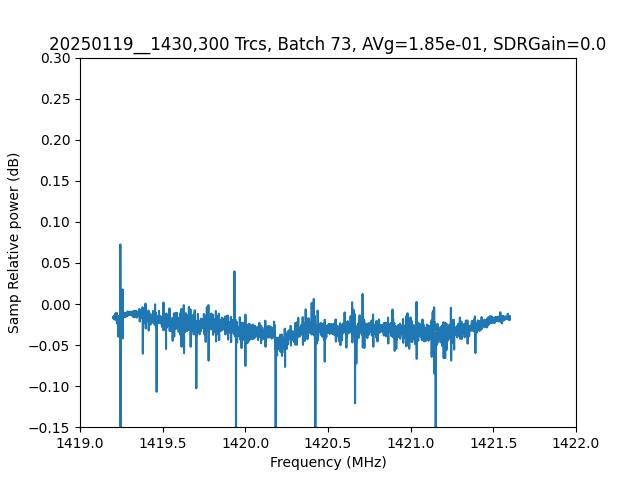 20250119__1430,300 Trcs, Batch 73, AVg=1.85e-01, SDRGain=0.0
0.30
0.25
0.20
0.15
0.10
0.05
0.00
−0.05
−0.10
−0.15
Samp Relative power (dB)
1419.0 1419.5 1420.0 1420.5 1421.0 1421.5 1422.0
Frequency (MHz)